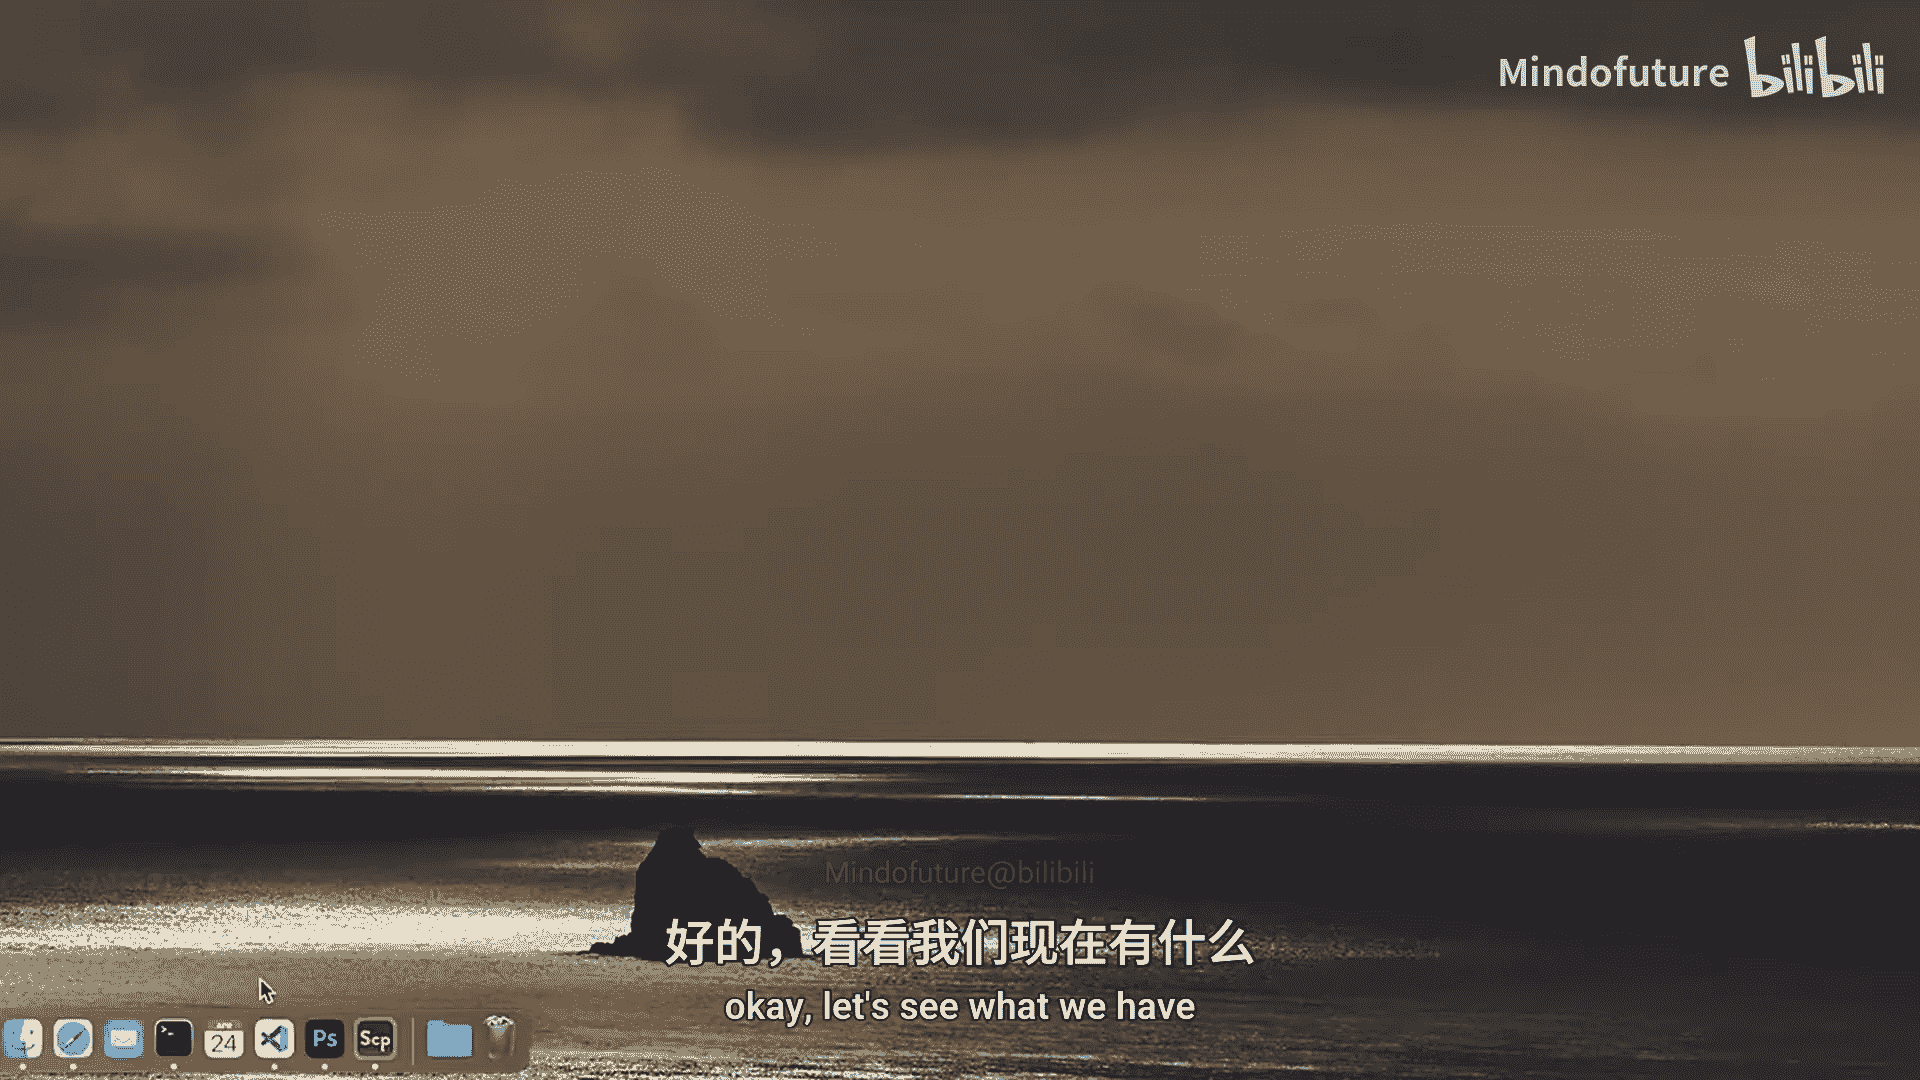 Mindofuture bilibili
Mindofuture@bilibili
好的，看看我们现在有什么
okay, let's see what we have
>-
APR
24
Ps
Scp